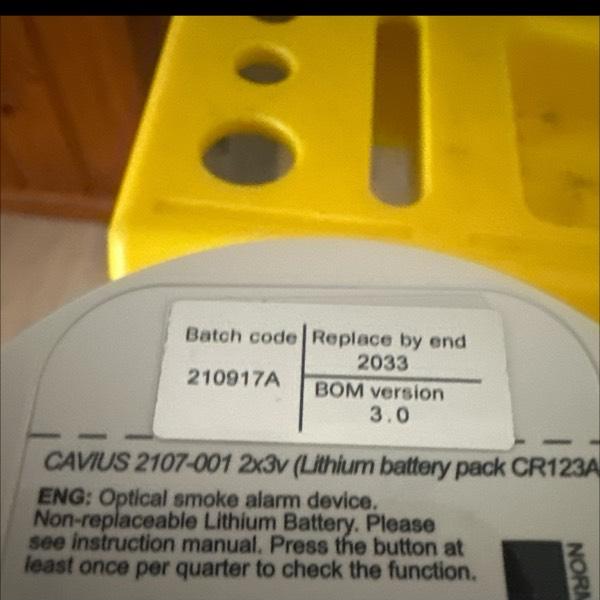 Batch code
210917A
Replace by end
2033
BOM version
3.0
CAVIUS 2107-001 2x3v (Lithium battery pack CR123A
ENG: Optical smoke alarm device.
Non-replaceable Lithium Battery. Please
see instruction manual. Press the button at
least once per quarter to check the function.
NORM